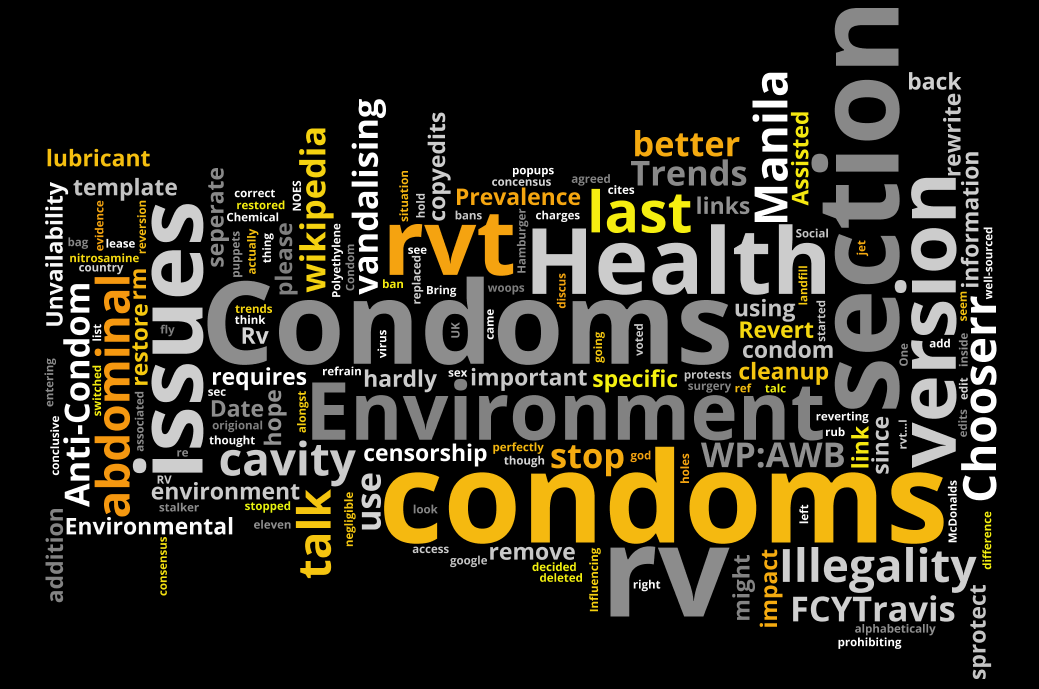 section
back
Manila
Assisted
rewrite
better
vandalising
copyedits
wikipedia
lubricant
Trends
popups
concensus
agreed
information
template
seperate
correct
NOES
situation
hold
Prevalence
cites
links
Unvailability
evidence
reversion
restored
Chemical
bans
charges
last
version
issues
bag
lease
puppets
actually
thing
please
Polyethylene
Condom
rvt
Hamburger
Health
Social
jet
well-sourced
nitrosamine
country
replaced
see
ban
Bring
woops
discus
landfill
seem
Anti-Condom
abdominal
restorerm
list
fly
trends
think
Rv
Condoms
virus
UK
came
going
voted
using
Revert
started
condom
One
inside
add
Chooserr
entering
switched
requires
refrain
hardly
sex
important
specific
protests
surgery
cleanup
ref
talc
edit
edits
sec
Date
origional
hope
alongst
Environment
reverting
rub
link
since
rvt...I
associated
conclusive
thought
re
cavity
censorship
perfectly
though
stop
god
holes
WP:AWB
RV
environment
stalker
stopped
talk
negligible
use
condoms
look
left
McDonalds
Environmental
eleven
addition
consensus
access
google
remove
decided
deleted
Influencing
rv
right
might
impact
Illegality
difference
FCYTravis
sprotect
alphabetically
prohibiting